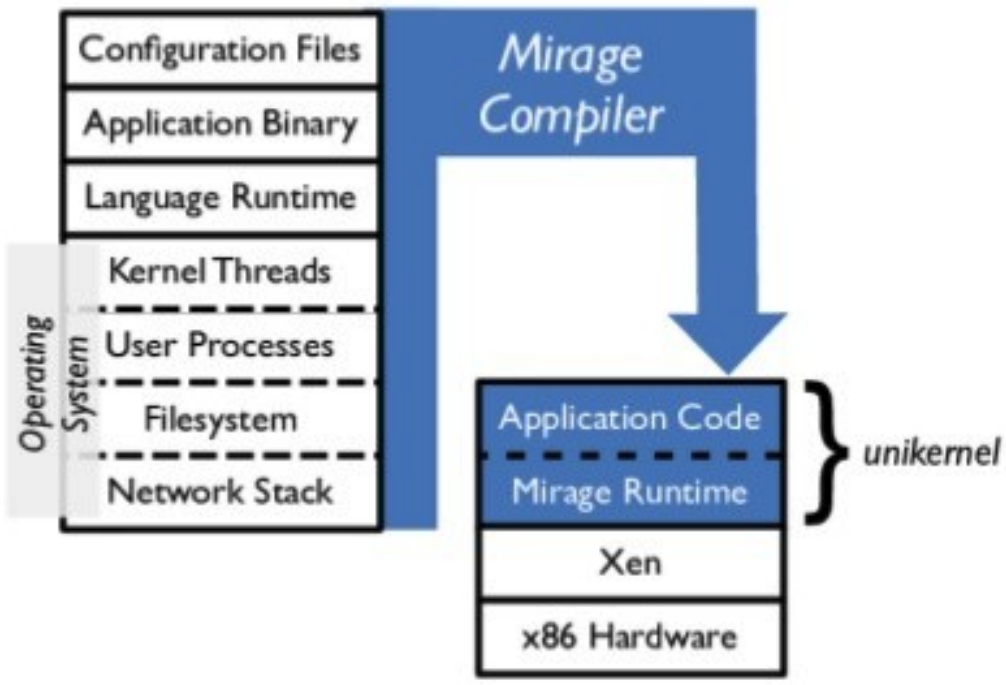 Configuration Files
Application Binary
Language Runtime
Kernel Threads
User Processes
Filesystem
Network Stack
Operating
System
Mirage
Compiler
Application Code
Mirage Runtime
Xen
x86 Hardware
unikernel